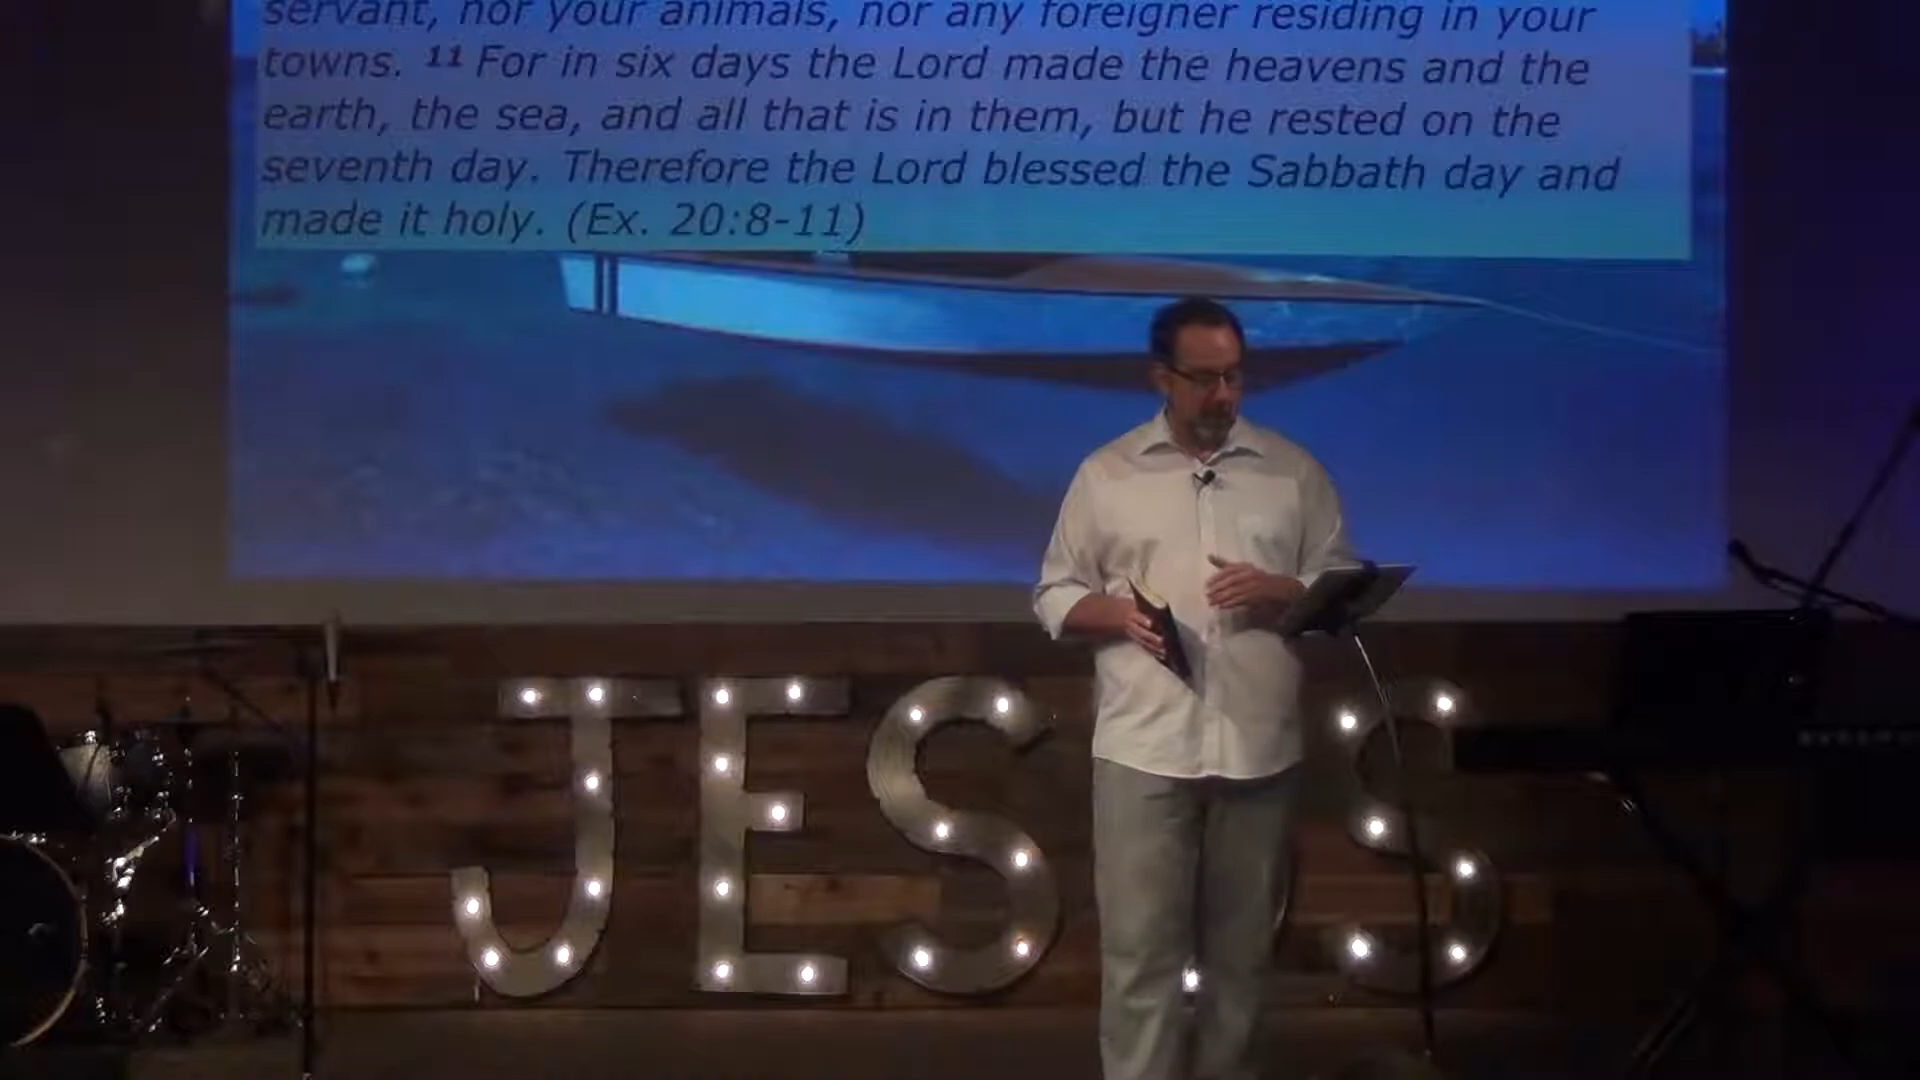 servant, nor your animals, nor any foreigner residing in your
towns. 11 For in six days the Lord made the heavens and the
earth, the sea, and all that is in them, but he rested on the
seventh day. Therefore the Lord blessed the Sabbath day and
made it holy. (Ex. 20:8-11)
JES S